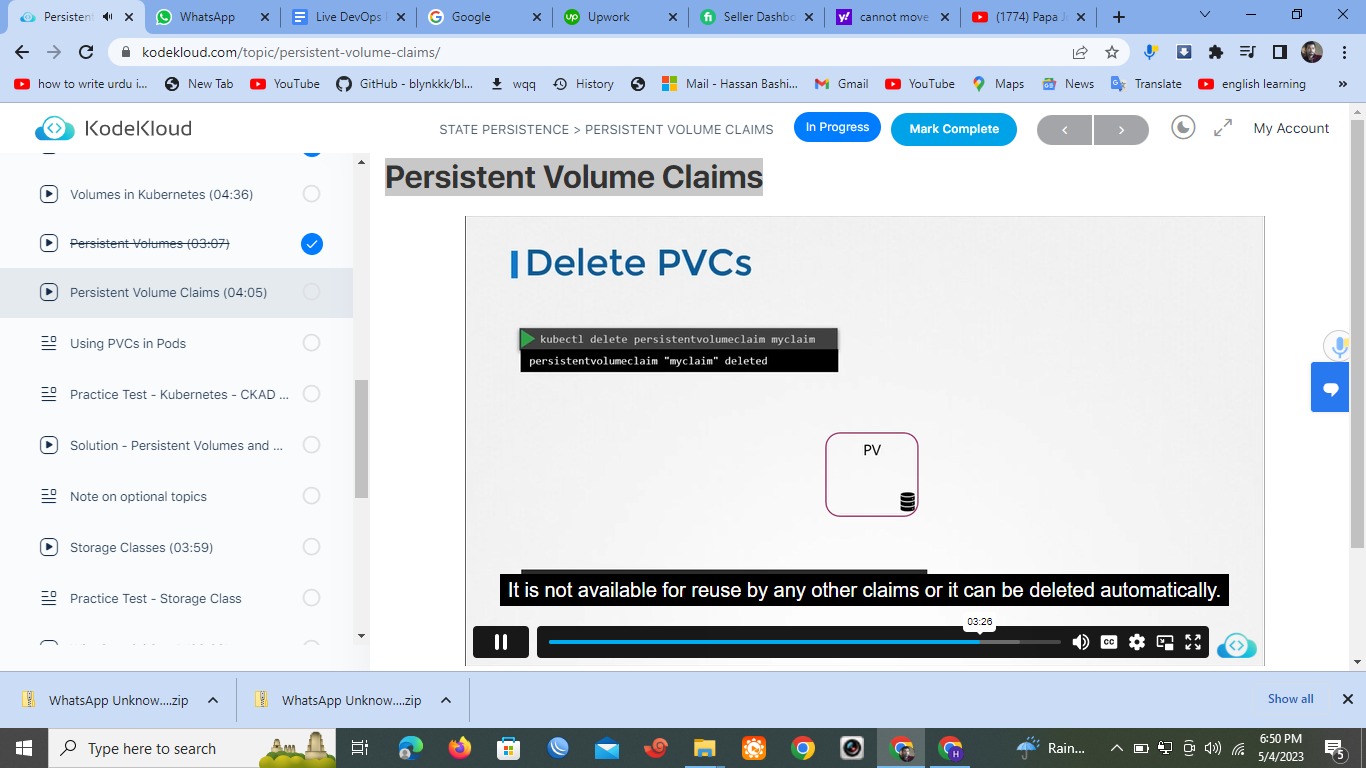 Persistent
WhatsApp
Live DevOps
Google
Upwork
Seller Dashbo
cannot move
(1774) Papa J
kodekloud.com/topic/persistent-volume-claims/
how to write urdu i...
New Tab
YouTube
GitHub - blynkkk/bl...
wqq
History
Mail - Hassan Bashi...
Gmail
YouTube
Maps
News
Translate
english learning
»
KodeKloud
STATE PERSISTENCE > PERSISTENT VOLUME CLAIMS
In Progress
Mark Complete
My Account
Volumes in Kubernetes (04:36)
Persistent Volumes (03:07)
Persistent Volume Claims (04:05)
Using PVCs in Pods
Practice Test - Kubernetes - CKAD ...
Solution - Persistent Volumes and ...
Note on optional topics
Storage Classes (03:59)
Practice Test - Storage Class
Persistent Volume Claims
Delete PVCs
kubectl delete persistentvolumeclaim myclaim
persistentvolumeclaim "myclaim" deleted
PV
It is not available for reuse by any other claims or it can be deleted automatically.
03:26
CC
WhatsApp Unknow....zip
WhatsApp Unknow....zip
Show all
Type here to search
H
Rain...
6:50 PM
5/4/2023
5